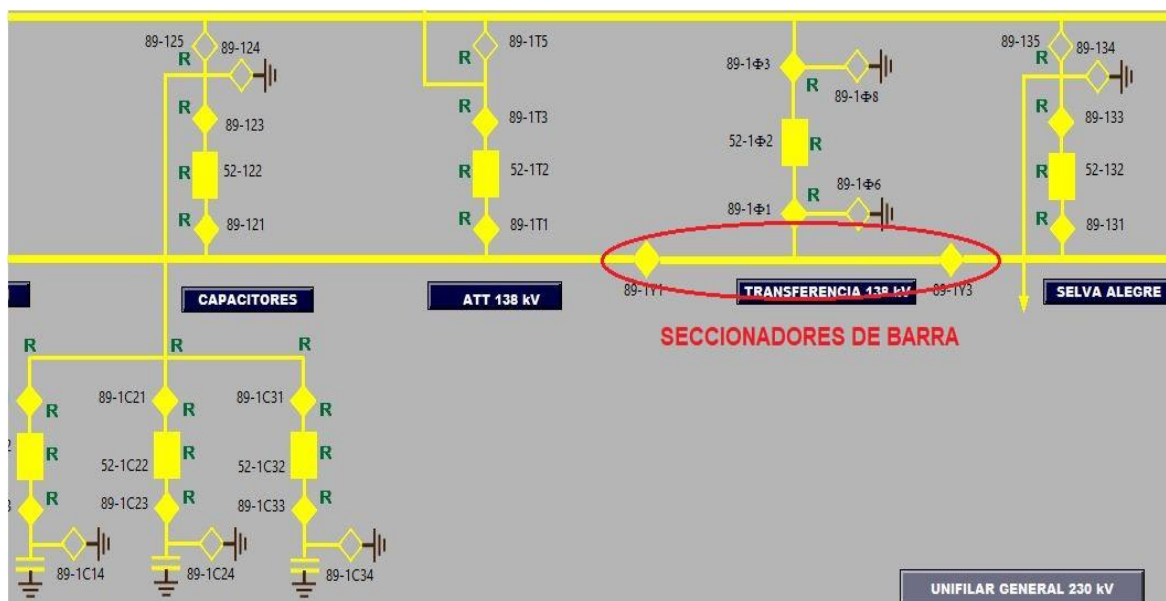 89-125
89-124
R
89-123
R
52-122
R
89-121
R
CAPACITORES
89-1T5
R
89-1T3
R
52-1T2
R
89-1T1
R
ATT 138 kV
89-1Φ3
R
89-1Φ8
52-1Φ2
R
89-1Φ6
R
89-1Φ1
89-1Y1
TRANSFERENCIA 138 kV
89-1Y3
SECCIONADORES DE BARRA
89-135
89-134
R
89-133
R
52-132
R
89-131
R
SELVA ALEGRE
R
R
R
R
89-1C21
R
89-1C31
R
2
R
52-1C22
R
52-1C32
R
3
R
89-1C23
R
89-1C33
R
89-1C14
89-1C24
89-1C34
UNIFILAR GENERAL 230 kV